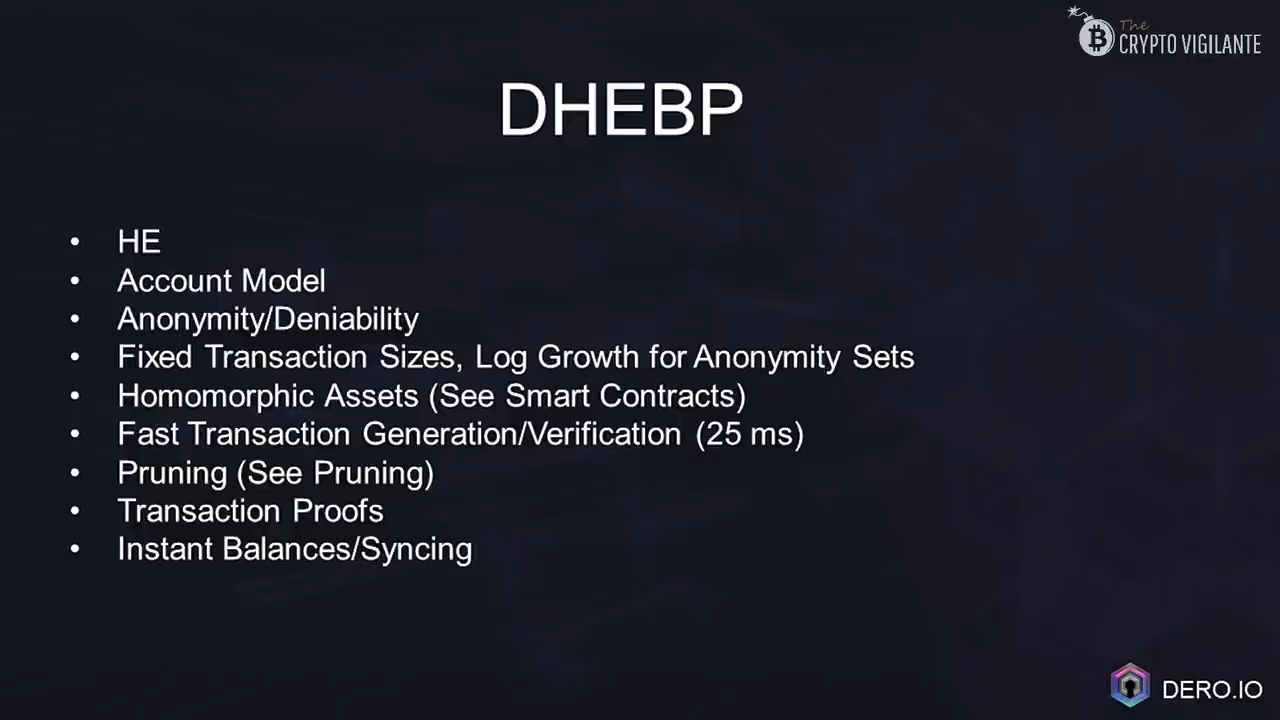 The
CRYPTO VIGILANTE
DHEBP
• HE
• Account Model
• Anonymity/Deniability
• Fixed Transaction Sizes, Log Growth for Anonymity Sets
• Homomorphic Assets (See Smart Contracts)
• Fast Transaction Generation/Verification (25 ms)
• Pruning (See Pruning)
• Transaction Proofs
• Instant Balances/Syncing
DERO.IO